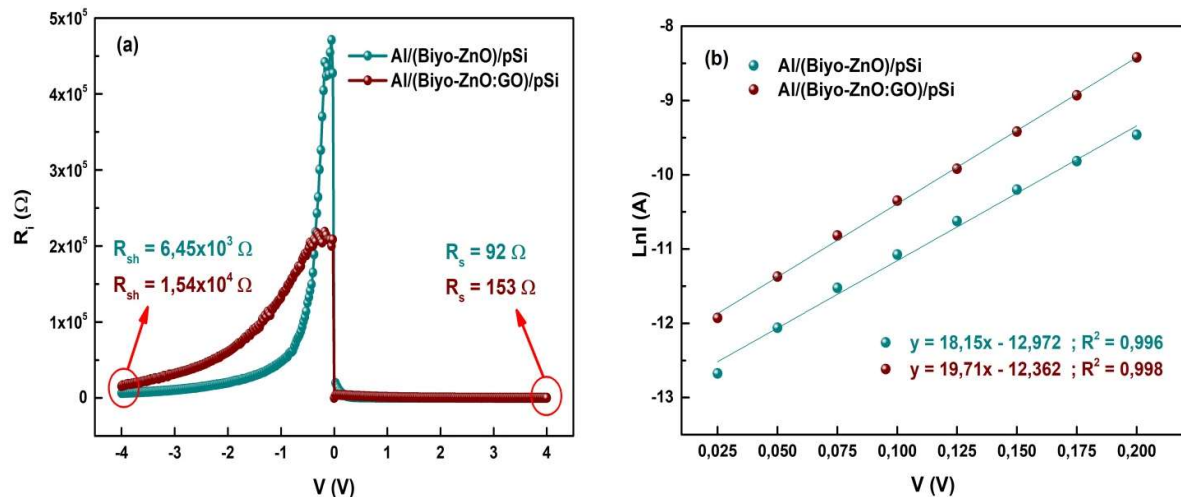 (a)
Al/(Biyo-ZnO)/pSi
Al/(Biyo-ZnO:GO)/pSi
5x10⁵
4x10⁵
3x10⁵
2x10⁵
1x10⁵
0
Rᵢ (Ω)
R_sh = 6,45x10³ Ω
R_sh = 1,54x10⁴ Ω
R_s = 92 Ω
R_s = 153 Ω
-4 -3 -2 -1 0 1 2 3 4
V (V)
(b)
Al/(Biyo-ZnO)/pSi
Al/(Biyo-ZnO:GO)/pSi
-8
-9
-10
-11
-12
-13
LnI (A)
y = 18,15x - 12,972 ; R² = 0,996
y = 19,71x - 12,362 ; R² = 0,998
0,025 0,050 0,075 0,100 0,125 0,150 0,175 0,200
V (V)